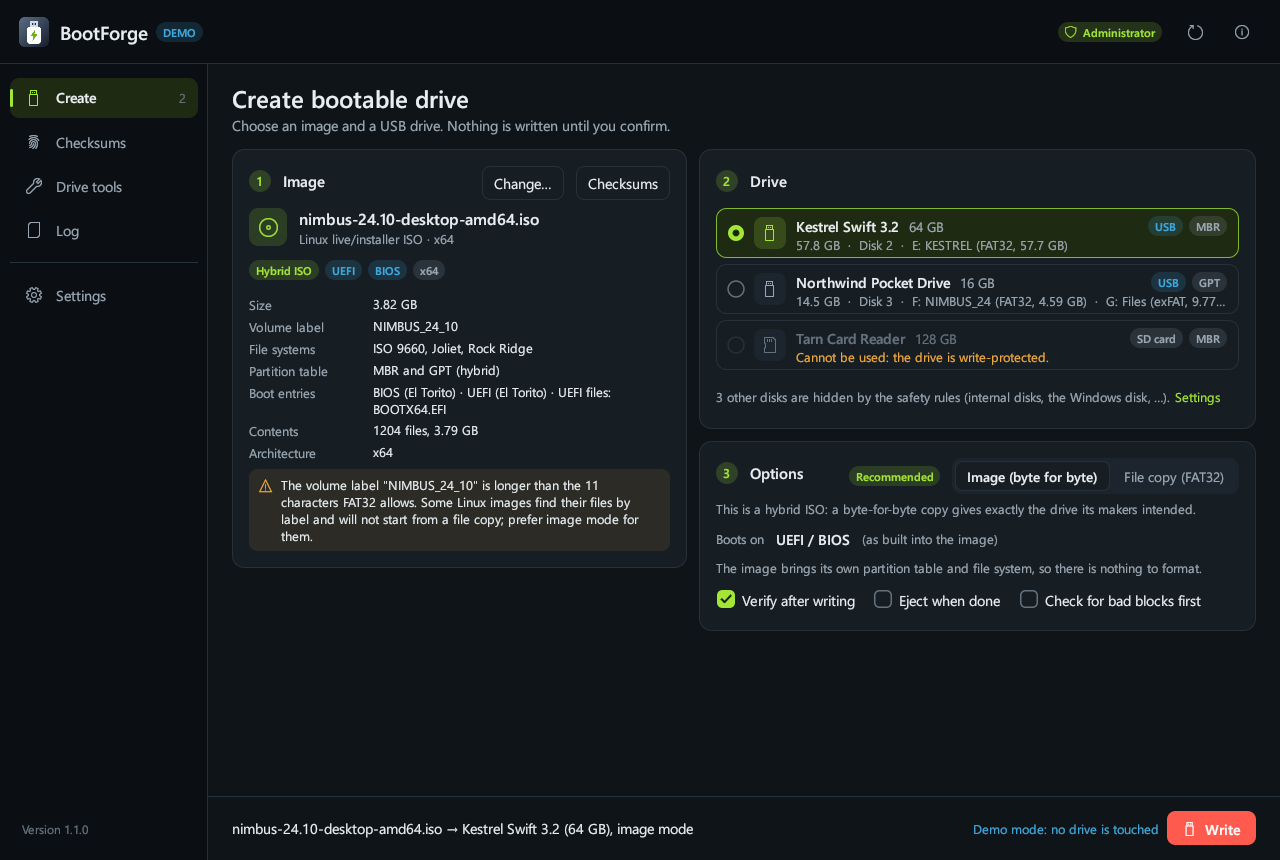 BootForge DEMO
Administrator
Create 2
Checksums
Drive tools
Log
Settings
Version 1.1.0
Create bootable drive
Choose an image and a USB drive. Nothing is written until you confirm.
1 Image Change... Checksums
nimbus-24.10-desktop-amd64.iso
Linux live/installer ISO · x64
Hybrid ISO UEFI BIOS x64
Size 3.82 GB
Volume label NIMBUS_24_10
File systems ISO 9660, Joliet, Rock Ridge
Partition table MBR and GPT (hybrid)
Boot entries BIOS (El Torito) · UEFI (El Torito) · UEFI files:
BOOTX64.EFI
Contents 1204 files, 3.79 GB
Architecture x64
The volume label "NIMBUS_24_10" is longer than the 11
characters FAT32 allows. Some Linux images find their files by
label and will not start from a file copy; prefer image mode for
them.
2 Drive
Kestrel Swift 3.2 64 GB USB MBR
57.8 GB · Disk 2 · E: KESTREL (FAT32, 57.7 GB)
Northwind Pocket Drive 16 GB USB GPT
14.5 GB · Disk 3 · F: NIMBUS_24 (FAT32, 4.59 GB) · G: Files (exFAT, 9.77...
Tarn Card Reader 128 GB SD card MBR
Cannot be used: the drive is write-protected.
3 other disks are hidden by the safety rules (internal disks, the Windows disk, ...). Settings
3 Options Recommended Image (byte for byte) File copy (FAT32)
This is a hybrid ISO: a byte-for-byte copy gives exactly the drive its makers intended.
Boots on UEFI / BIOS (as built into the image)
The image brings its own partition table and file system, so there is nothing to format.
Verify after writing Eject when done Check for bad blocks first
nimbus-24.10-desktop-amd64.iso → Kestrel Swift 3.2 (64 GB), image mode
Demo mode: no drive is touched Write